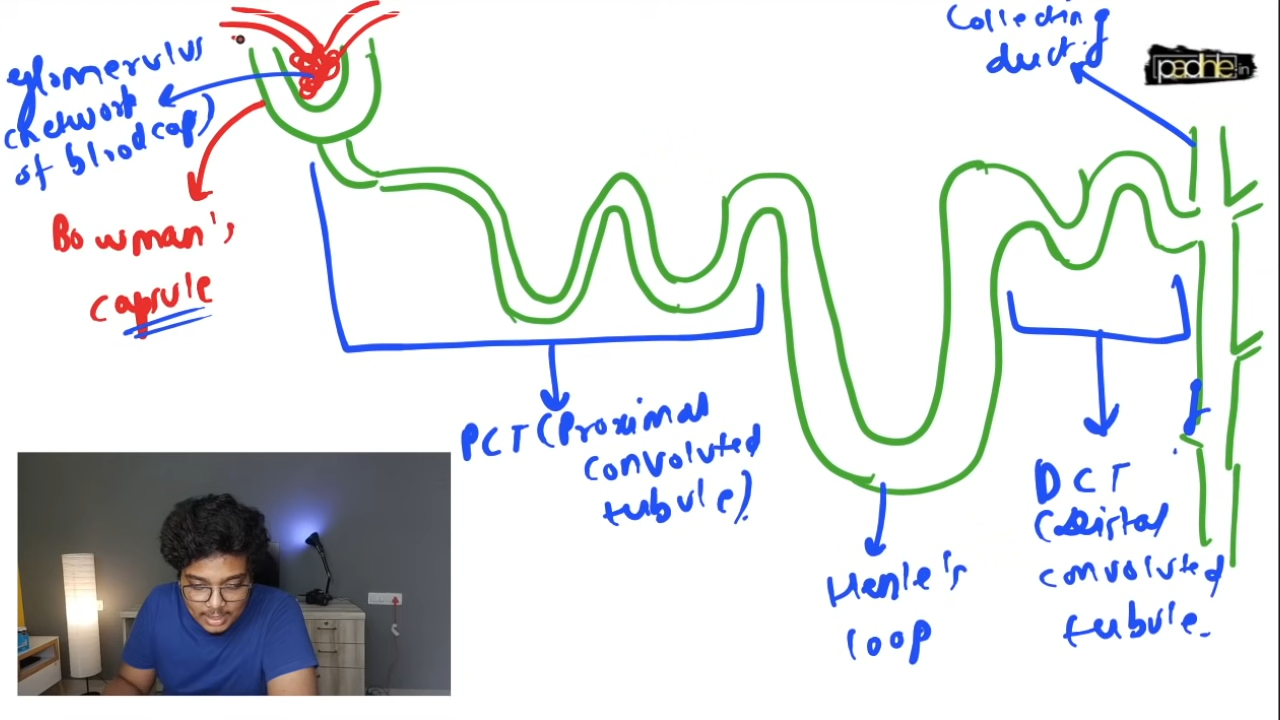 glomerulus
(network
of blood cap)
Bowman's
capsule
PCT (Proximal
convoluted
tubule).
Henle's
loop
DCT
(distal
convoluted
tubule.
Collecting
duct.
padhle.in